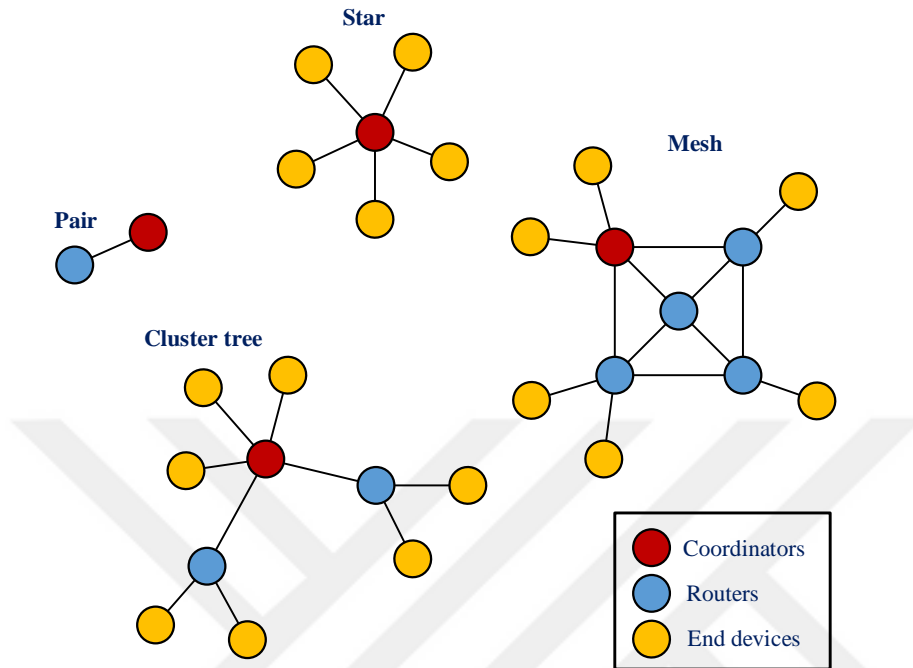 Star
Mesh
Pair
Cluster tree
Coordinators
Routers
End devices